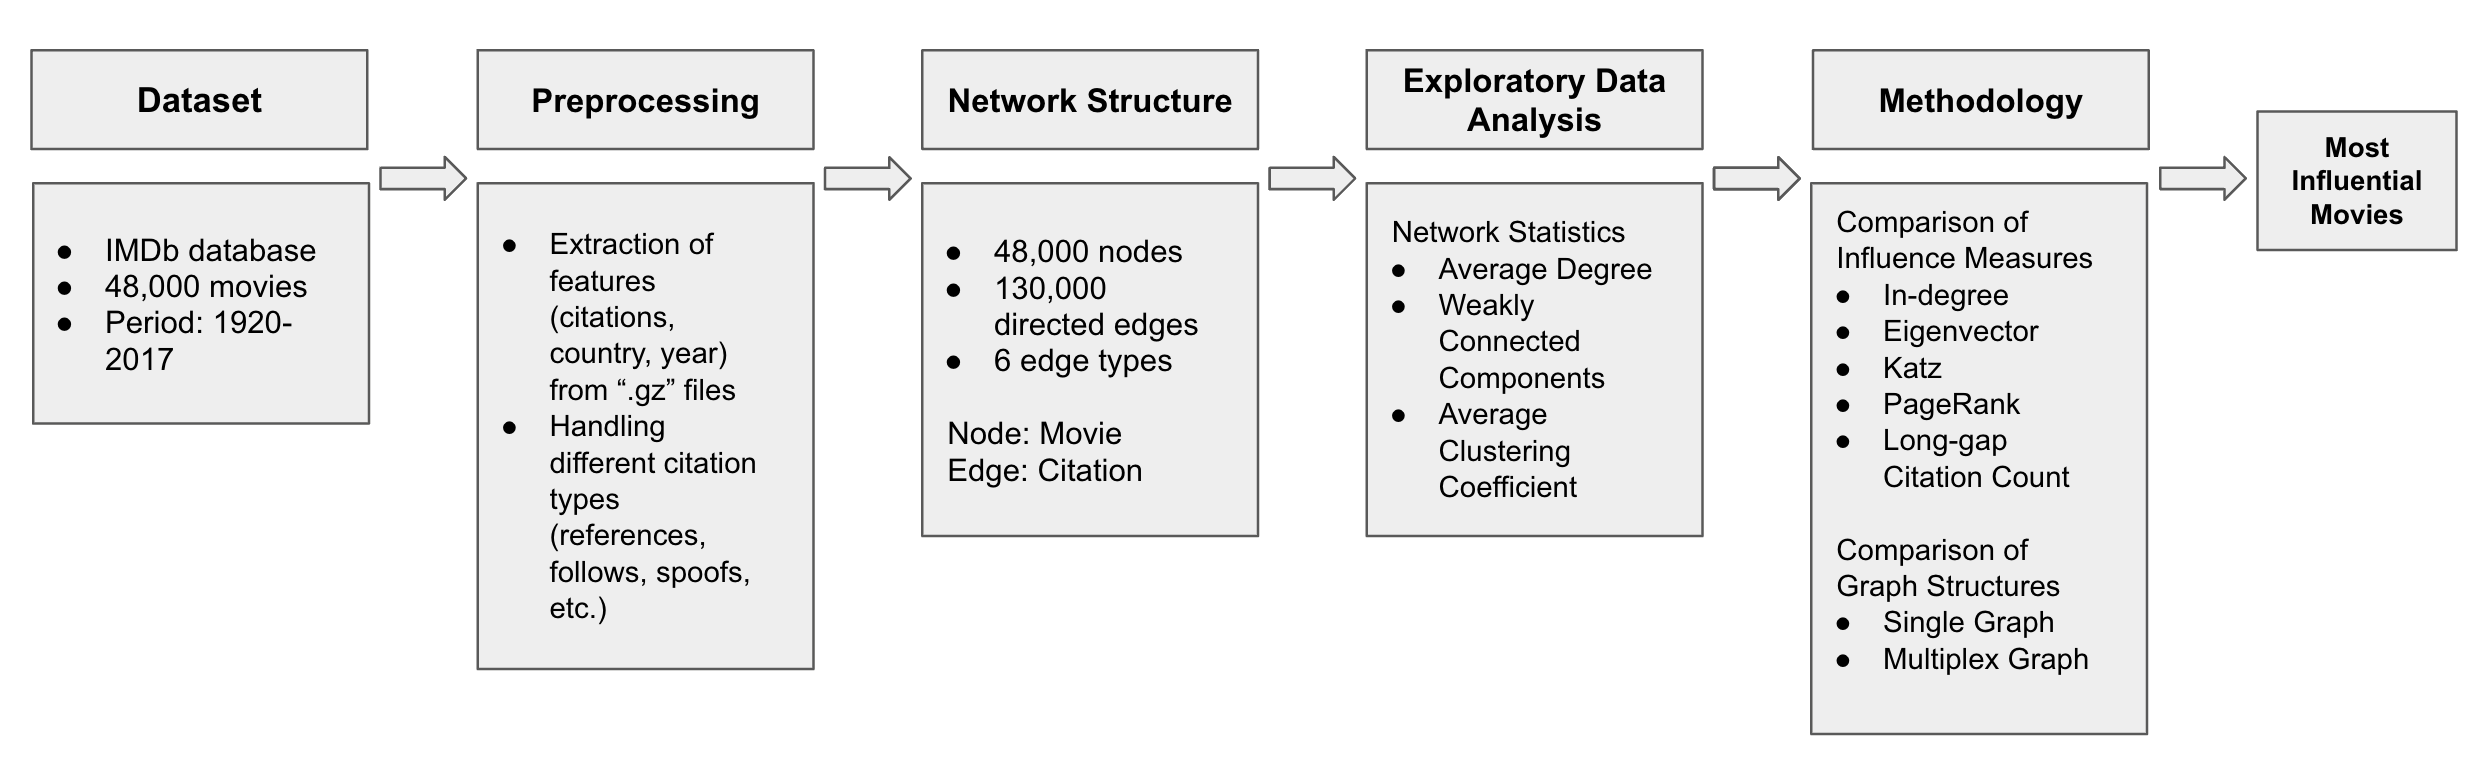 Dataset
● IMDb database
● 48,000 movies
● Period: 1920-
2017
Preprocessing
● Extraction of
features
(citations,
country, year)
from “.gz” files
● Handling
different citation
types
(references,
follows, spoofs,
etc.)
Network Structure
● 48,000 nodes
● 130,000
directed edges
● 6 edge types
Node: Movie
Edge: Citation
Exploratory Data
Analysis
Network Statistics
● Average Degree
● Weakly
Connected
Components
● Average
Clustering
Coefficient
Methodology
Comparison of
Influence Measures
● In-degree
● Eigenvector
● Katz
● PageRank
● Long-gap
Citation Count
Comparison of
Graph Structures
● Single Graph
● Multiplex Graph
Most
Influential
Movies